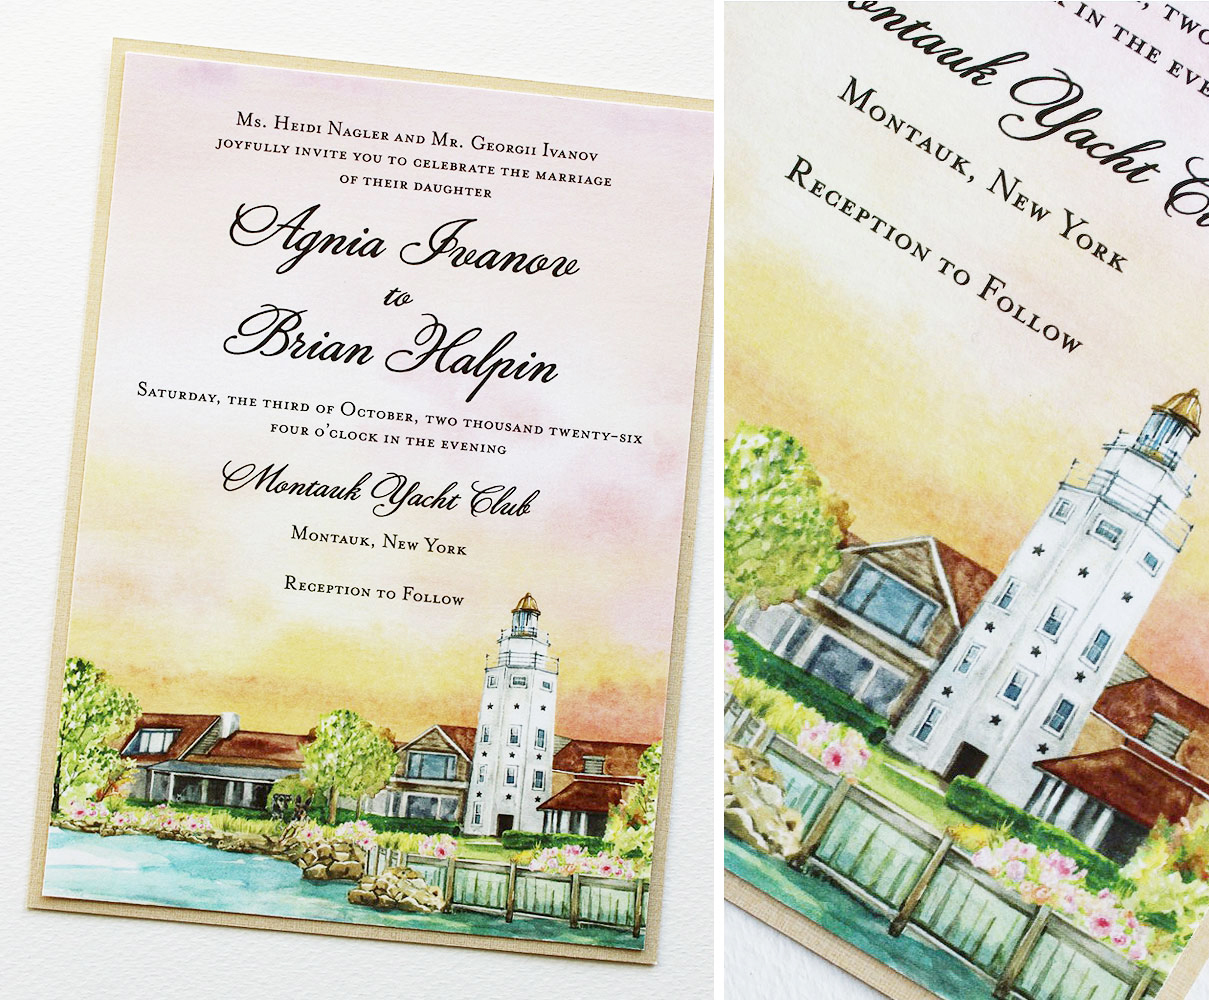 Ms. Heidi Nagler and Mr. Georgii Ivanov
joyfully invite you to celebrate the marriage
of their daughter
Agnia Ivanov
to
Brian Halpin
Saturday, the third of October, two thousand twenty-six
four o'clock in the evening
Montauk Yacht Club
Montauk, New York
Reception to Follow
in the eve
ontauk Yacht C
Montauk, New York
Reception to Follow